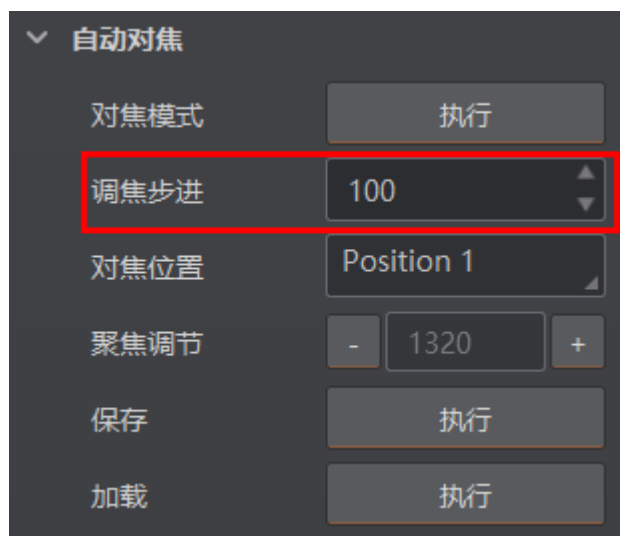 自动对焦
对焦模式 执行
调焦步进 100
对焦位置 Position 1
聚焦调节 - 1320 +
保存 执行
加载 执行